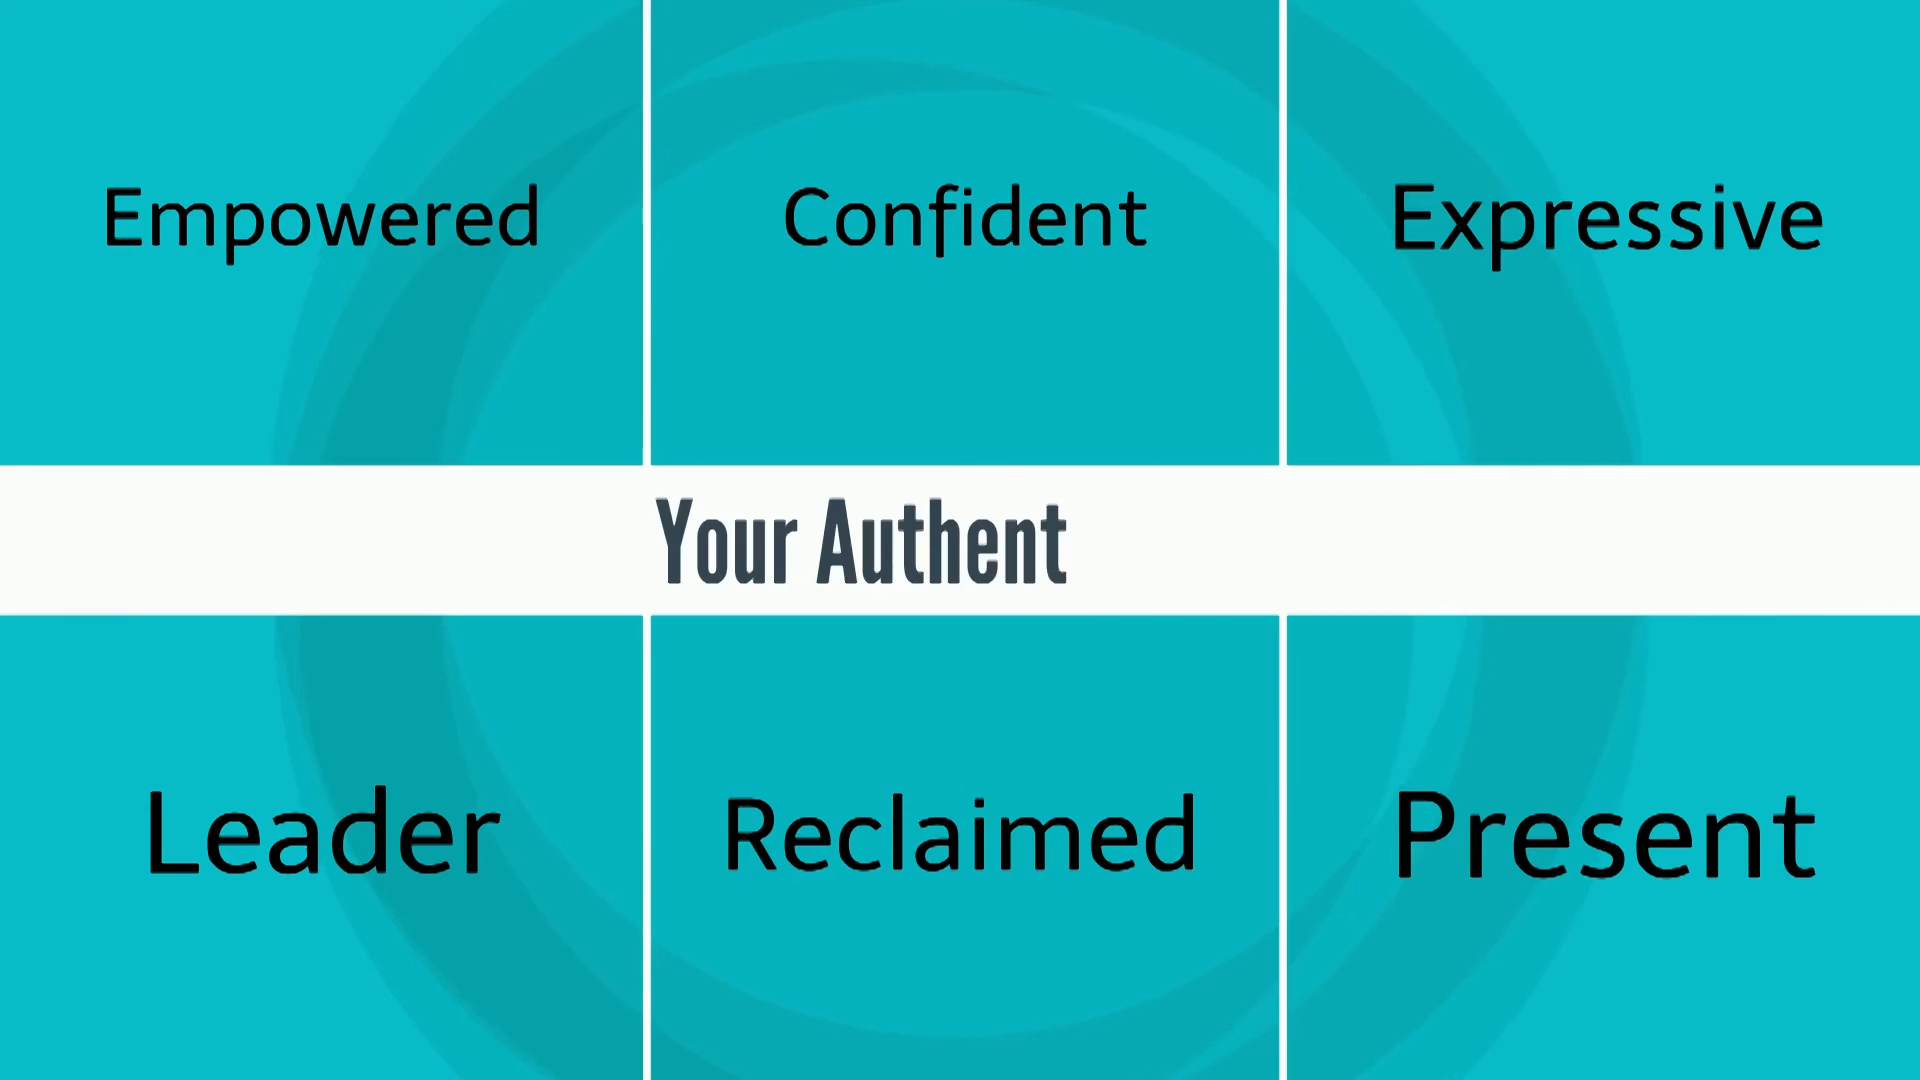 Empowered
Confident
Expressive
Your Authent
Leader
Reclaimed
Present